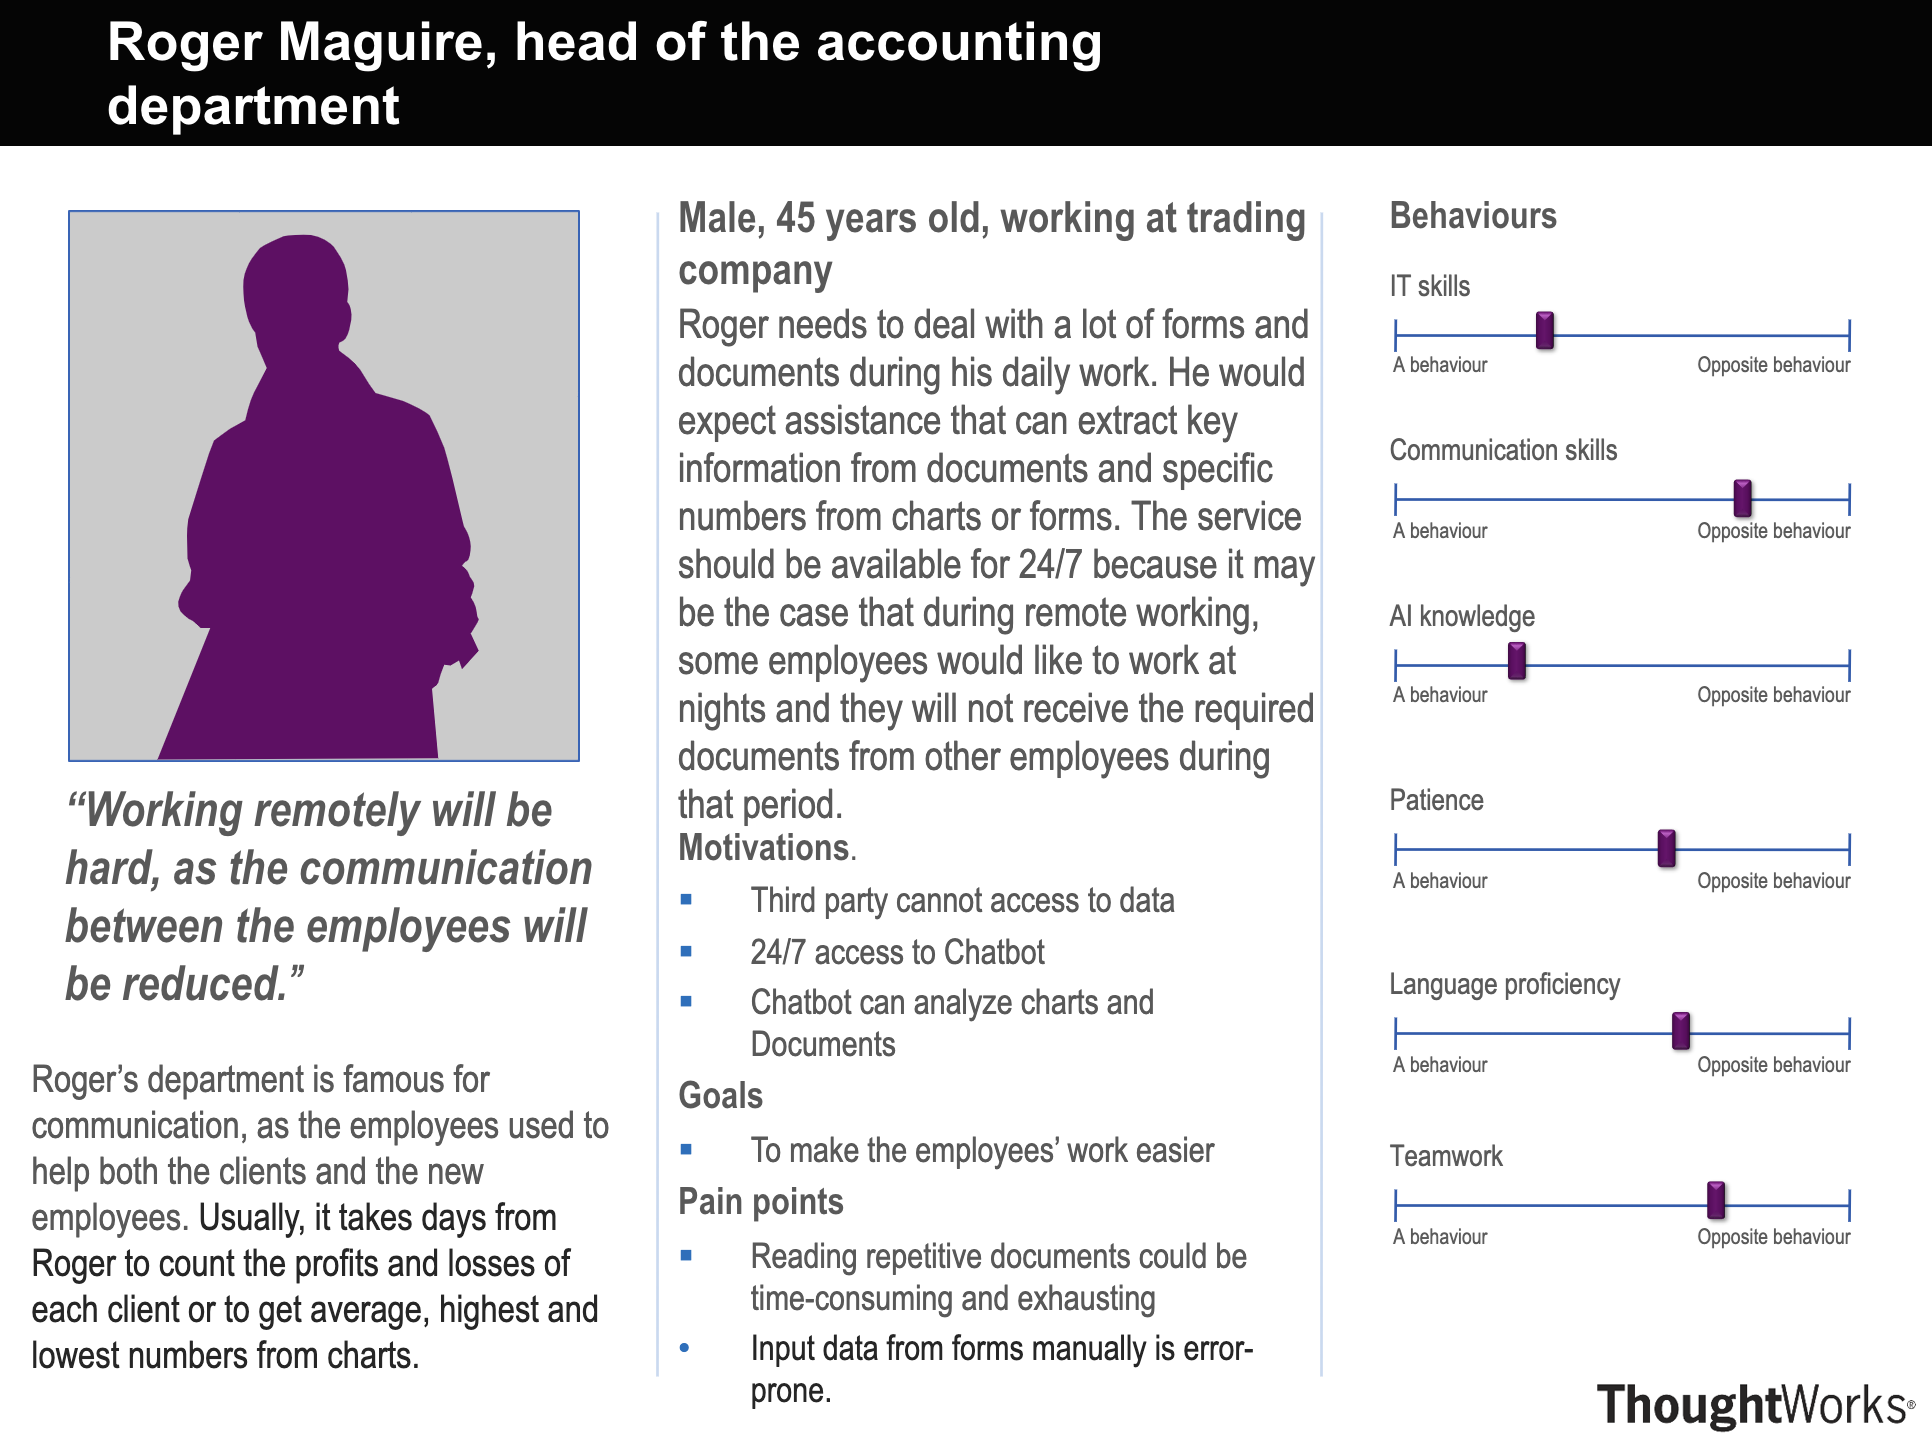 Roger Maguire, head of the accounting
department
“Working remotely will be
hard, as the communication
between the employees will
be reduced.”
Roger’s department is famous for
communication, as the employees used to
help both the clients and the new
employees. Usually, it takes days from
Roger to count the profits and losses of
each client or to get average, highest and
lowest numbers from charts.
Male, 45 years old, working at trading
company
Roger needs to deal with a lot of forms and
documents during his daily work. He would
expect assistance that can extract key
information from documents and specific
numbers from charts or forms. The service
should be available for 24/7 because it may
be the case that during remote working,
some employees would like to work at
nights and they will not receive the required
documents from other employees during
that period.
Motivations.
▪ Third party cannot access to data
▪ 24/7 access to Chatbot
▪ Chatbot can analyze charts and
Documents
Goals
▪ To make the employees’ work easier
Pain points
▪ Reading repetitive documents could be
time-consuming and exhausting
• Input data from forms manually is error-
prone.
Behaviours
IT skills
A behaviour Opposite behaviour
Communication skills
A behaviour Opposite behaviour
AI knowledge
A behaviour Opposite behaviour
Patience
A behaviour Opposite behaviour
Language proficiency
A behaviour Opposite behaviour
Teamwork
A behaviour Opposite behaviour
ThoughtWorks®